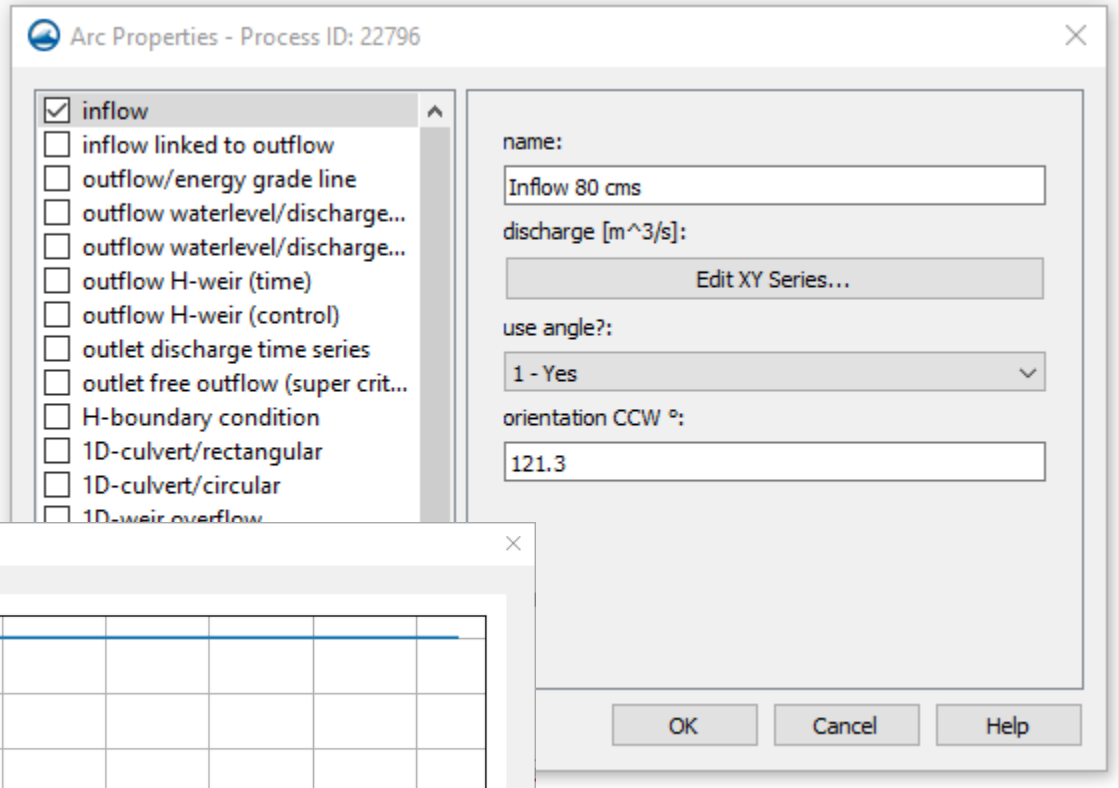 Arc Properties - Process ID: 22796
inflow
inflow linked to outflow
outflow/energy grade line
outflow waterlevel/discharge...
outflow waterlevel/discharge...
outflow H-weir (time)
outflow H-weir (control)
outlet discharge time series
outlet free outflow (super crit...
H-boundary condition
1D-culvert/rectangular
1D-culvert/circular
1D-weir overflow
name:
Inflow 80 cms
discharge [m^3/s]:
Edit XY Series...
use angle?:
1 - Yes
orientation CCW º:
121.3
OK
Cancel
Help